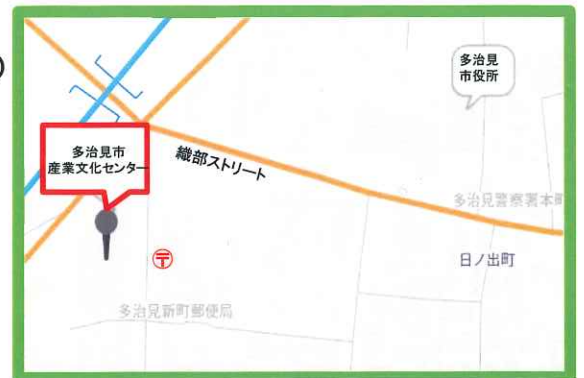 多治見
市役所
多治見市
産業文化センター
織部ストリート
多治見警察署本町
日ノ出町
〒
多治見新町郵便局